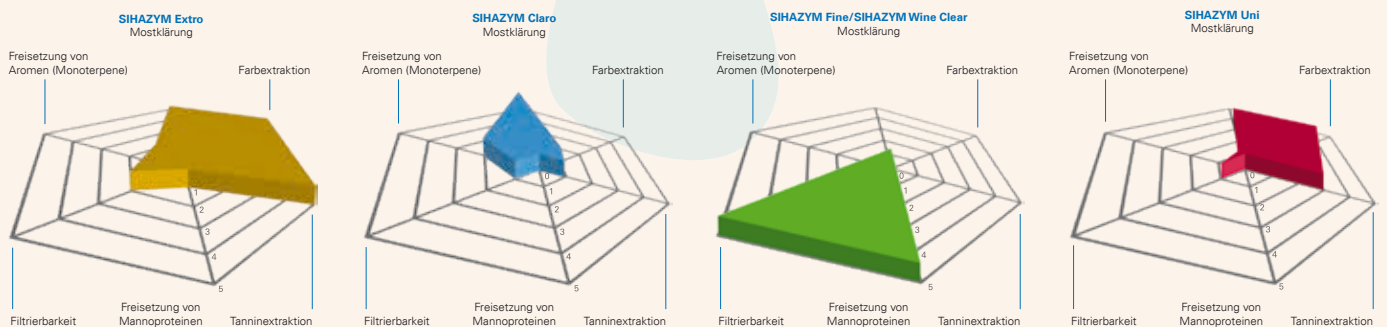 SIHAZYM Extro
Mostklärung
Freisetzung von
Aromen (Monoterpene)
Farbextraktion
0
1
2
3
4
5
Filtrierbarkeit
Freisetzung von
Mannoproteinen
Tanninextraktion
SIHAZYM Claro
Mostklärung
Freisetzung von
Aromen (Monoterpene)
Farbextraktion
0
1
2
3
4
5
Filtrierbarkeit
Freisetzung von
Mannoproteinen
Tanninextraktion
SIHAZYM Fine/SIHAZYM Wine Clear
Mostklärung
Freisetzung von
Aromen (Monoterpene)
Farbextraktion
0
1
2
3
4
5
Filtrierbarkeit
Freisetzung von
Mannoproteinen
Tanninextraktion
SIHAZYM Uni
Mostklärung
Freisetzung von
Aromen (Monoterpene)
Farbextraktion
0
1
2
3
4
5
Filtrierbarkeit
Freisetzung von
Mannoproteinen
Tanninextraktion